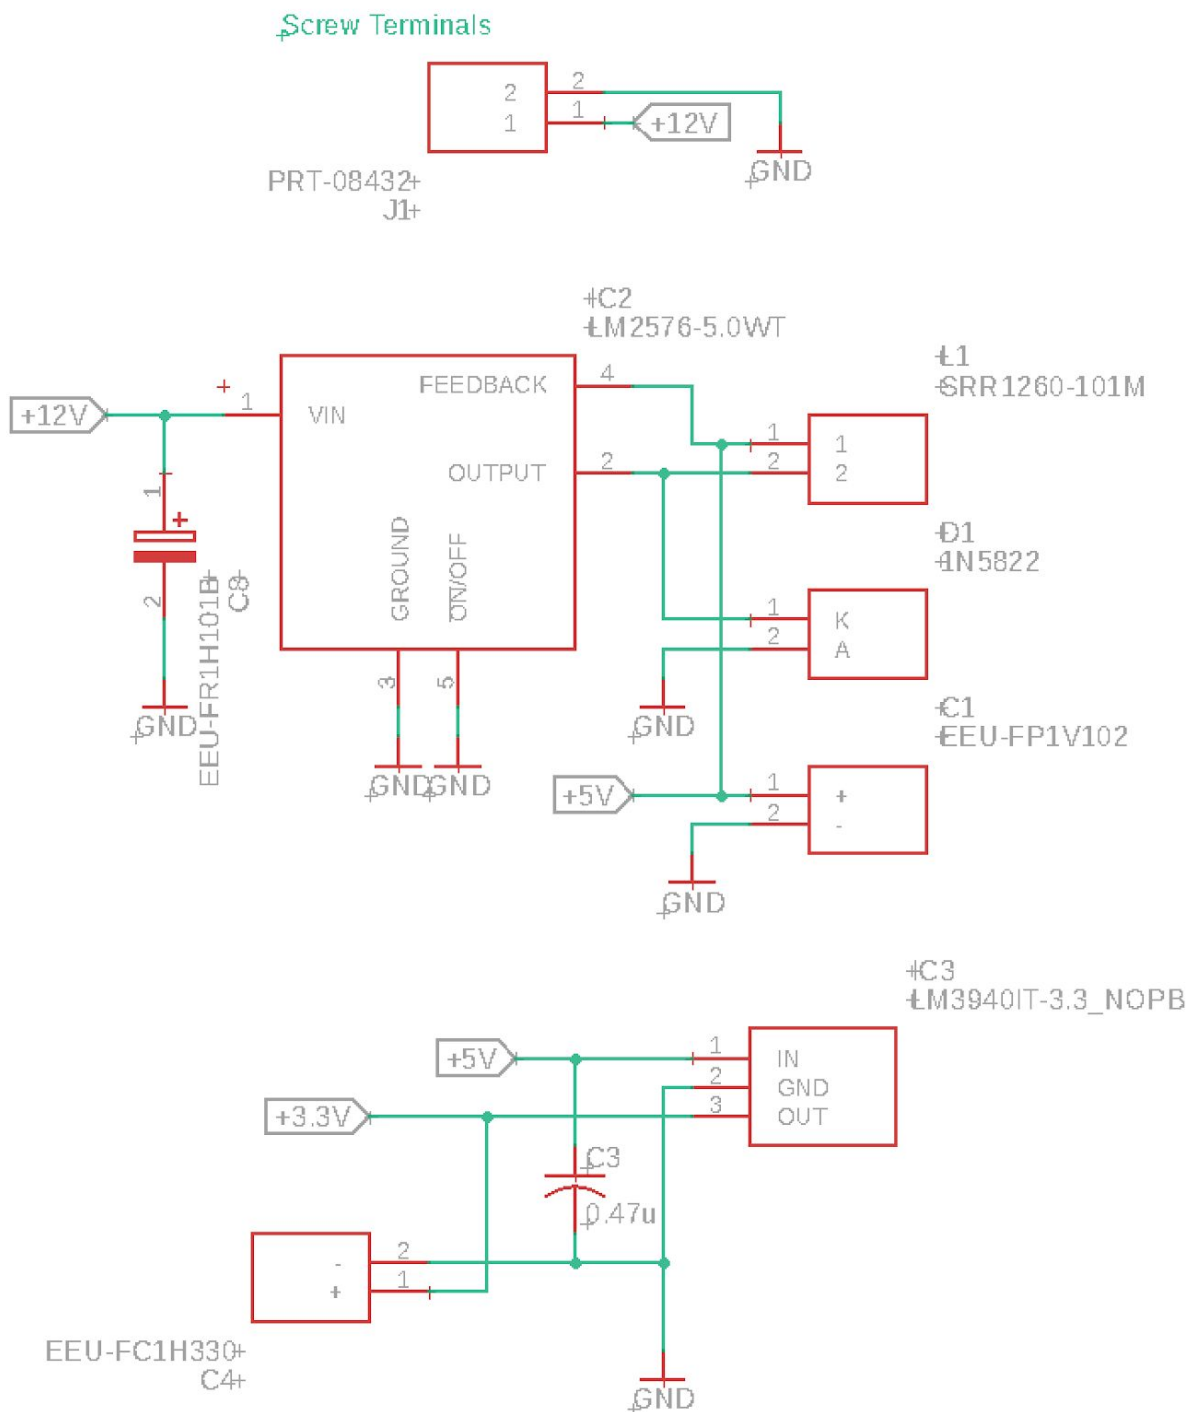 Screw Terminals
2
2
1
1
+12V
GND
PRT-08432
J1
C2
LM2576-5.0WT
L1
SRR1260-101M
FEEDBACK
4
+12V
1
VIN
1
1
OUTPUT
2
2
2
1
+
D1
1N5822
GROUND
ON/OFF
2
C8
EEU-FR1H101B
1
K
2
A
3
5
GND
GND
C1
EEU-FP1V102
GND
GND
+5V
1
+
2
-
GND
C3
LM3940IT-3.3_NOPB
+5V
1
IN
2
GND
+3.3V
3
OUT
C3
0.47u
-
2
+
1
EEU-FC1H330
C4
GND